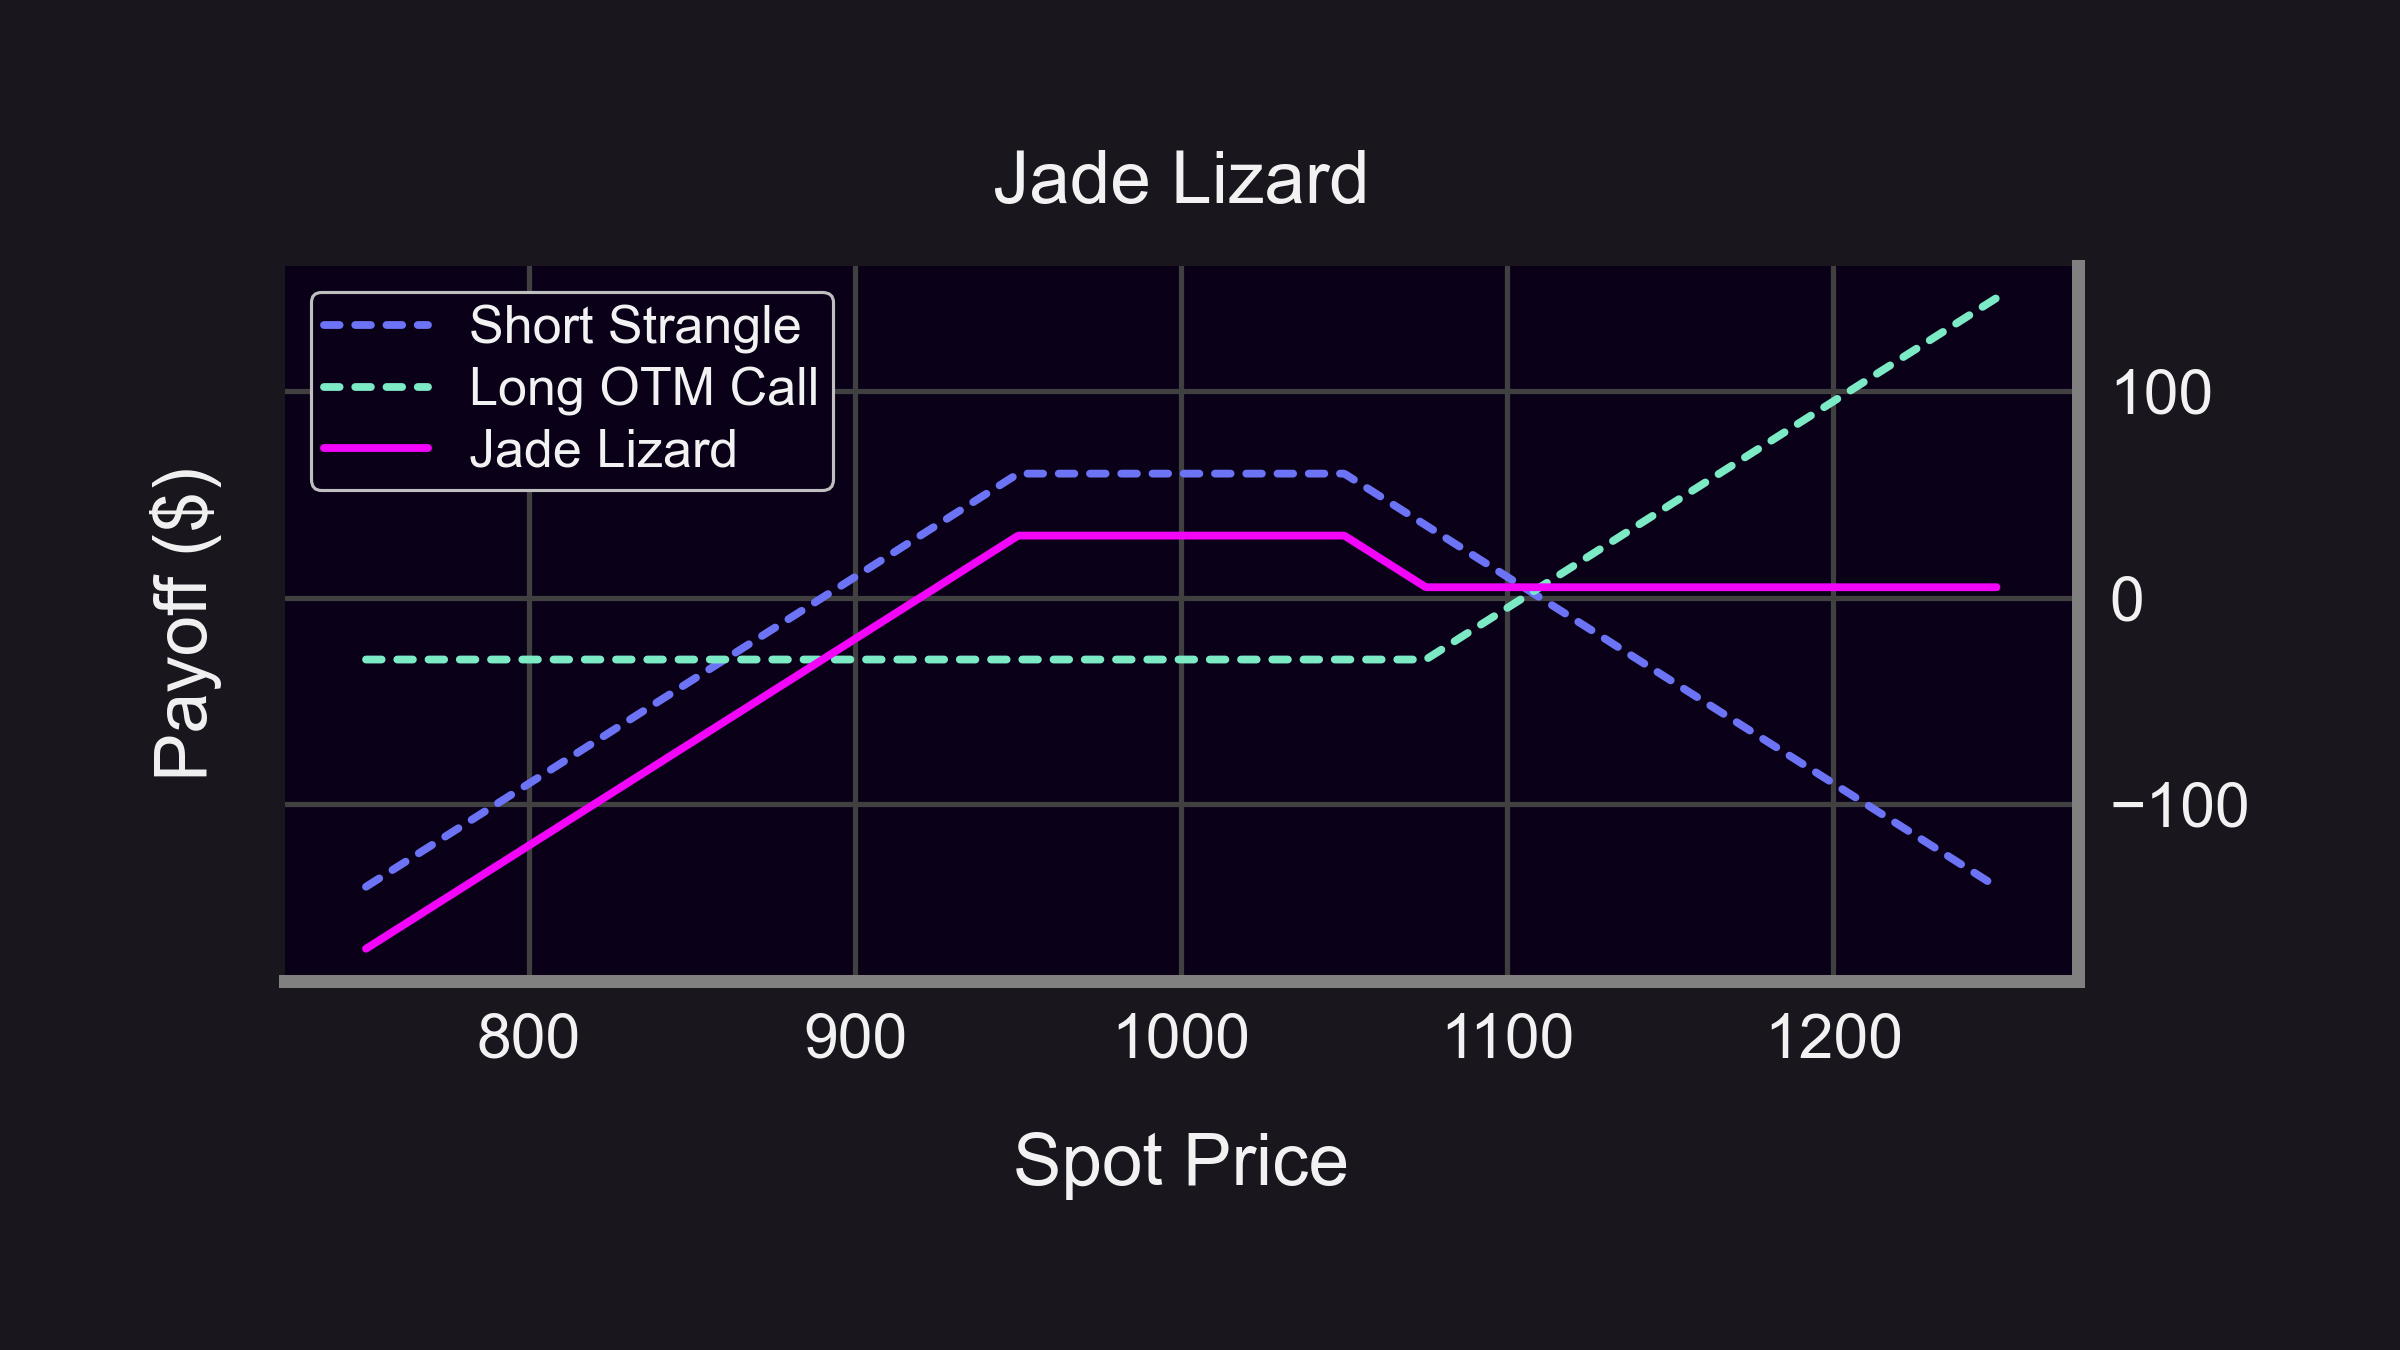 Jade Lizard
Short Strangle
Long OTM Call
Jade Lizard
Payoff ($)
100
0
−100
800 900 1000 1100 1200
Spot Price